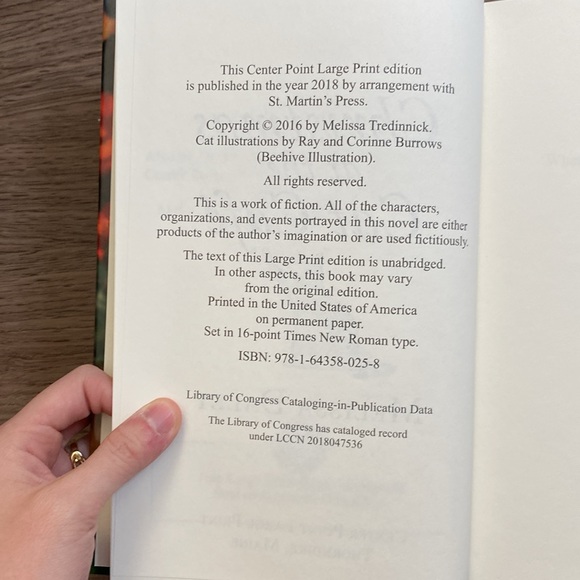 This Center Point Large Print edition
is published in the year 2018 by arrangement with
St. Martin's Press.
Copyright © 2016 by Melissa Tredinnick.
Cat illustrations by Ray and Corinne Burrows
(Beehive Illustration).
All rights reserved.
This is a work of fiction. All of the characters,
organizations, and events portrayed in this novel are either
products of the author's imagination or are used fictitiously.
The text of this Large Print edition is unabridged.
In other aspects, this book may vary
from the original edition.
Printed in the United States of America
on permanent paper.
Set in 16-point Times New Roman type.
ISBN: 978-1-64358-025-8
Library of Congress Cataloging-in-Publication Data
The Library of Congress has cataloged record
under LCCN 2018047536